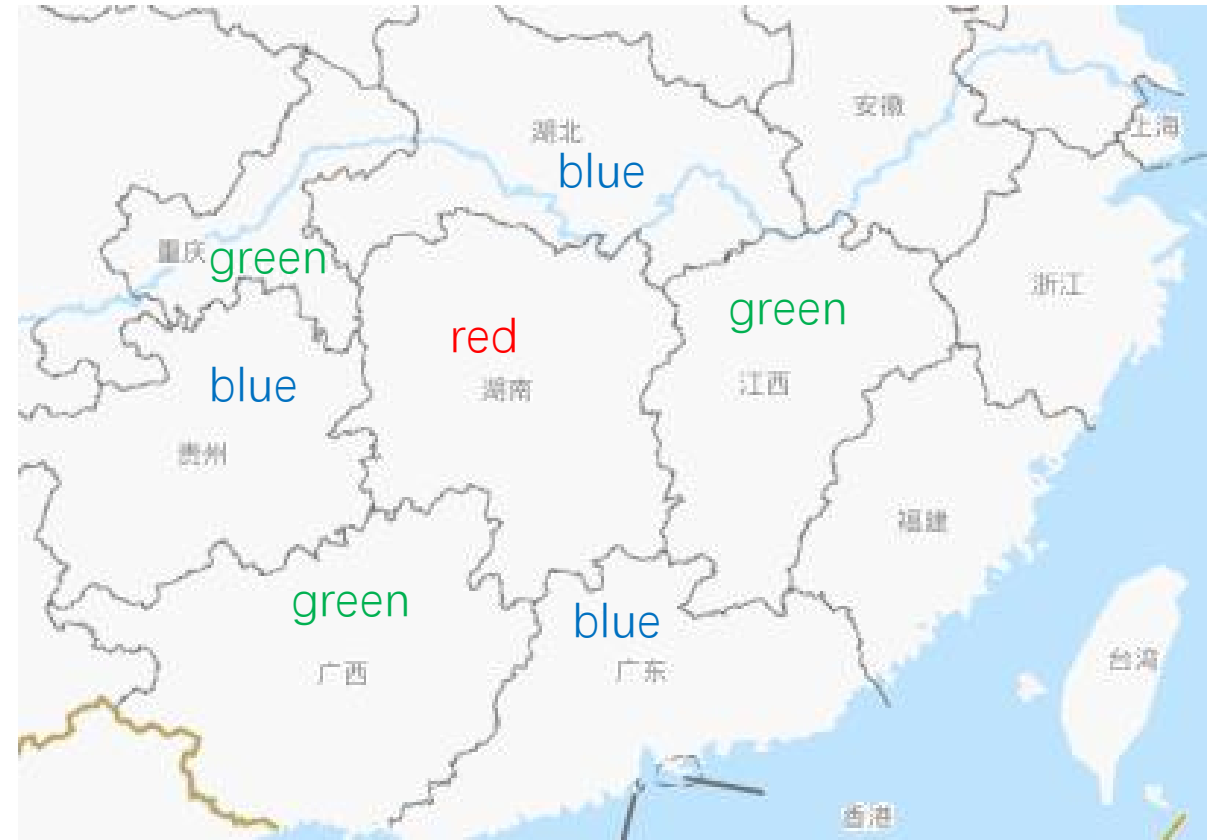 安徽
湖北
上海
blue
重庆
green
浙江
green
red
blue
湖南
江西
贵州
福建
green
blue
广西
广东
台湾
香港